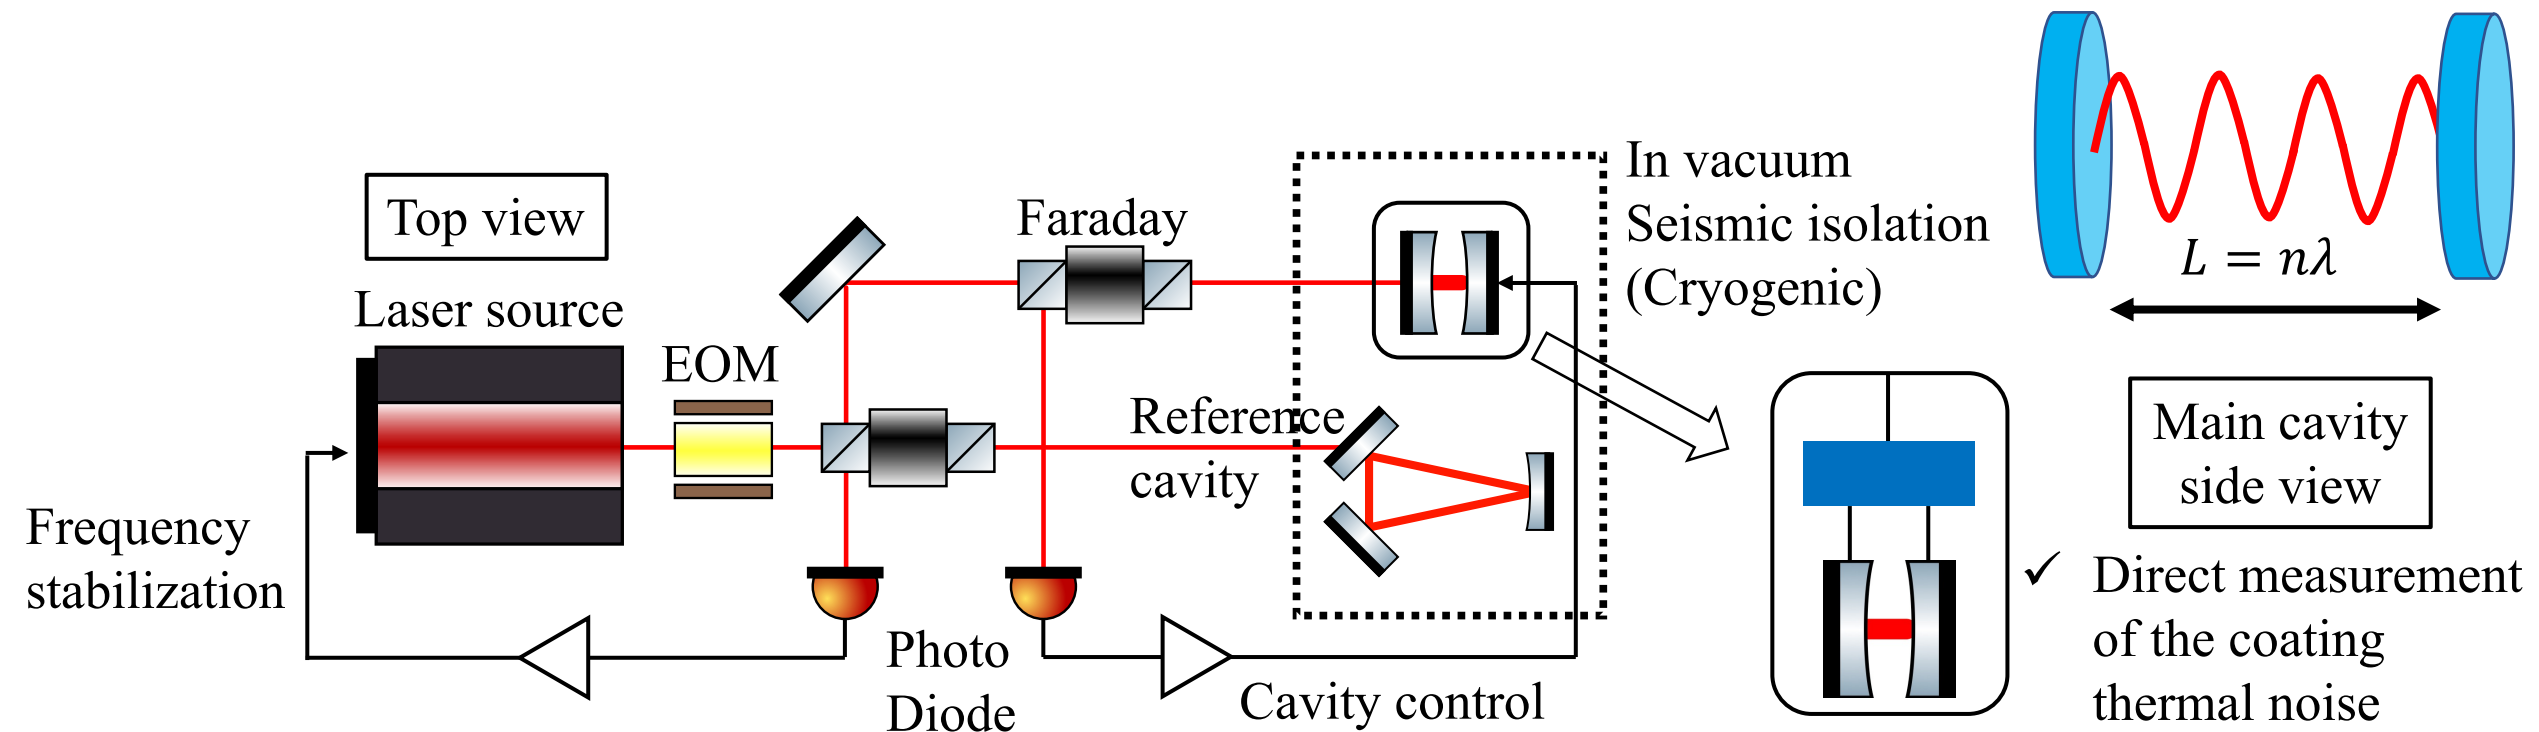 Top view
Laser source
EOM
Faraday
In vacuum
Seismic isolation
(Cryogenic)
Reference
cavity
Frequency
stabilization
Photo
Diode
Cavity control
L = nλ
Main cavity
side view
✓ Direct measurement
of the coating
thermal noise